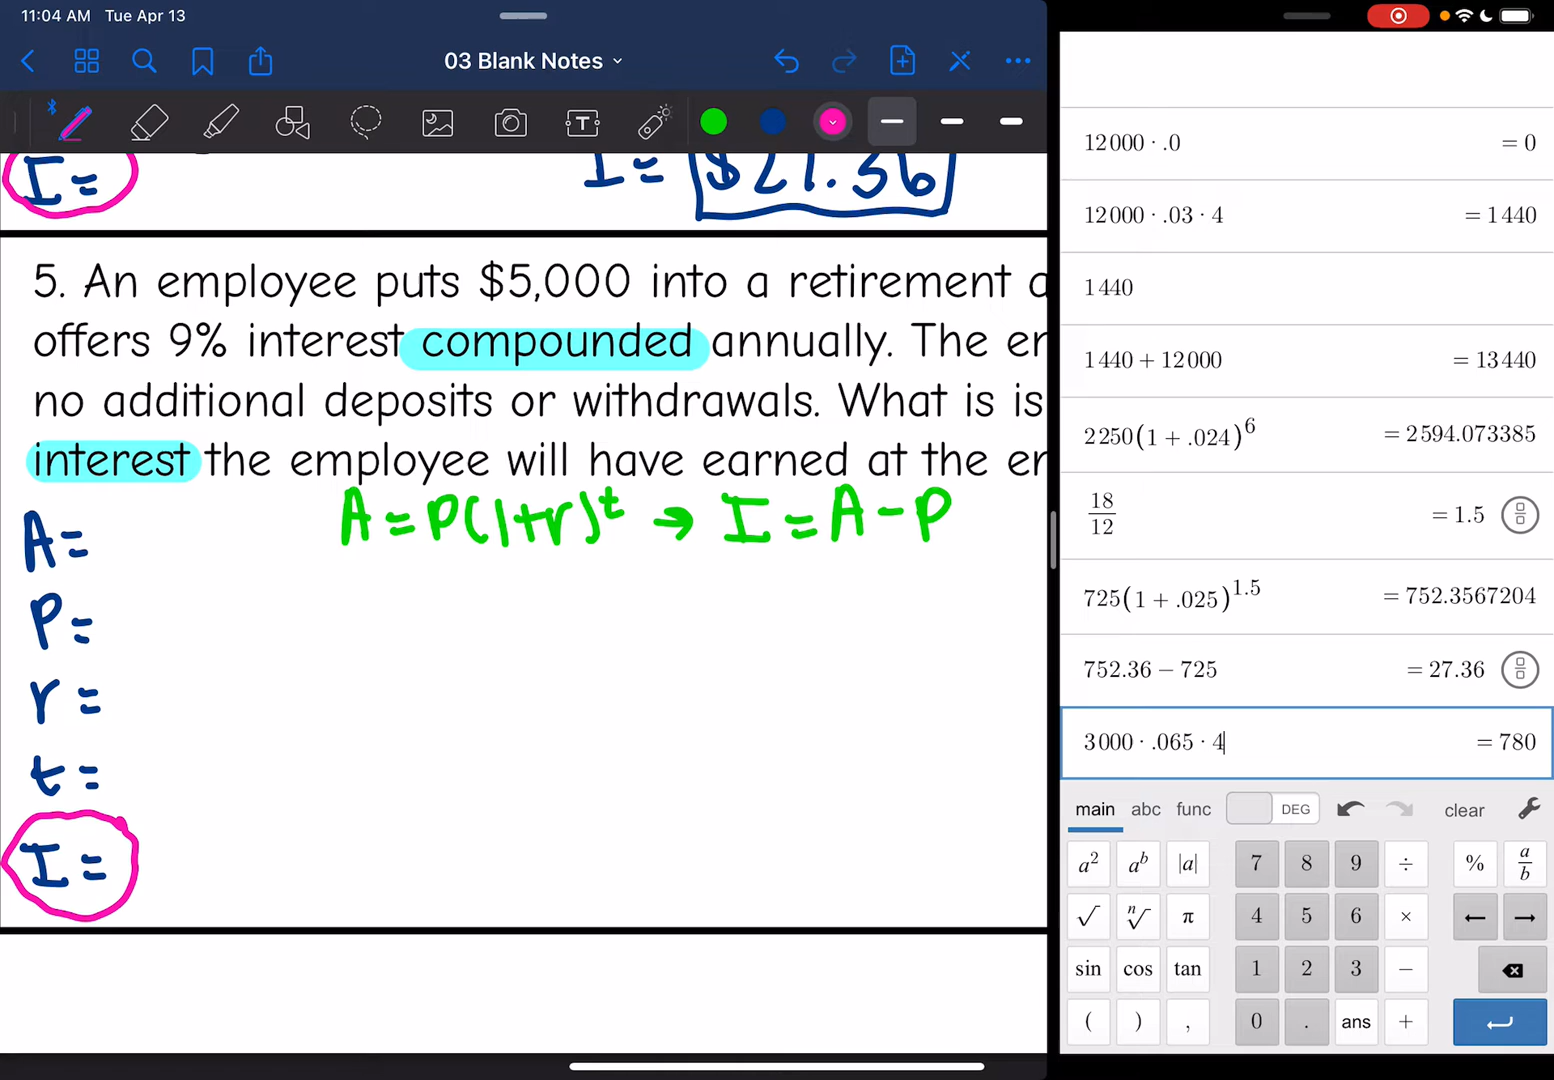 11:04 AM Tue Apr 13
03 Blank Notes
T
I =
I = $27.36
5. An employee puts $5,000 into a retirement a
offers 9% interest compounded annually. The en
no additional deposits or withdrawals. What is is
interest the employee will have earned at the en
A = P(1+r)^t → I = A - P
A =
P =
r =
t =
I =
12000 · .0 = 0
12000 · .03 · 4 = 1440
1440
1440 + 12000 = 13440
2250(1 + .024)^6 = 2594.073385
18/12 = 1.5
725(1 + .025)^1.5 = 752.3567204
752.36 − 725 = 27.36
3000 · .065 · 4 = 780
main abc func DEG clear
a² a^b |a| 7 8 9 ÷ % a/b
√ ⁿ√ π 4 5 6 × ← →
sin cos tan 1 2 3 −
( ) , 0 . ans +